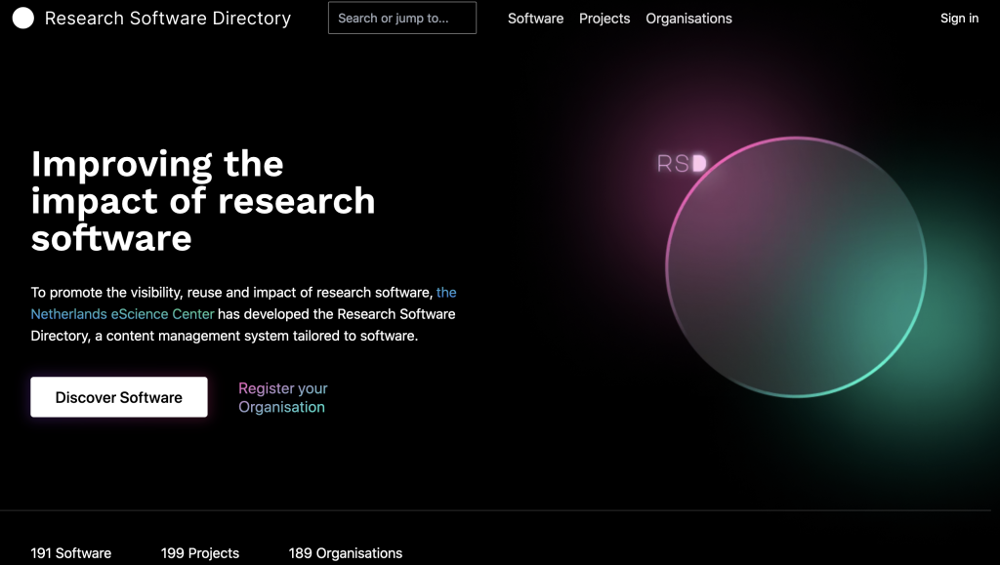 Research Software Directory
Search or jump to...
Software
Projects
Organisations
Sign in
Improving the
impact of research
software
To promote the visibility, reuse and impact of research software, the
Netherlands eScience Center has developed the Research Software
Directory, a content management system tailored to software.
Discover Software
Register your
Organisation
RSD
191 Software
199 Projects
189 Organisations